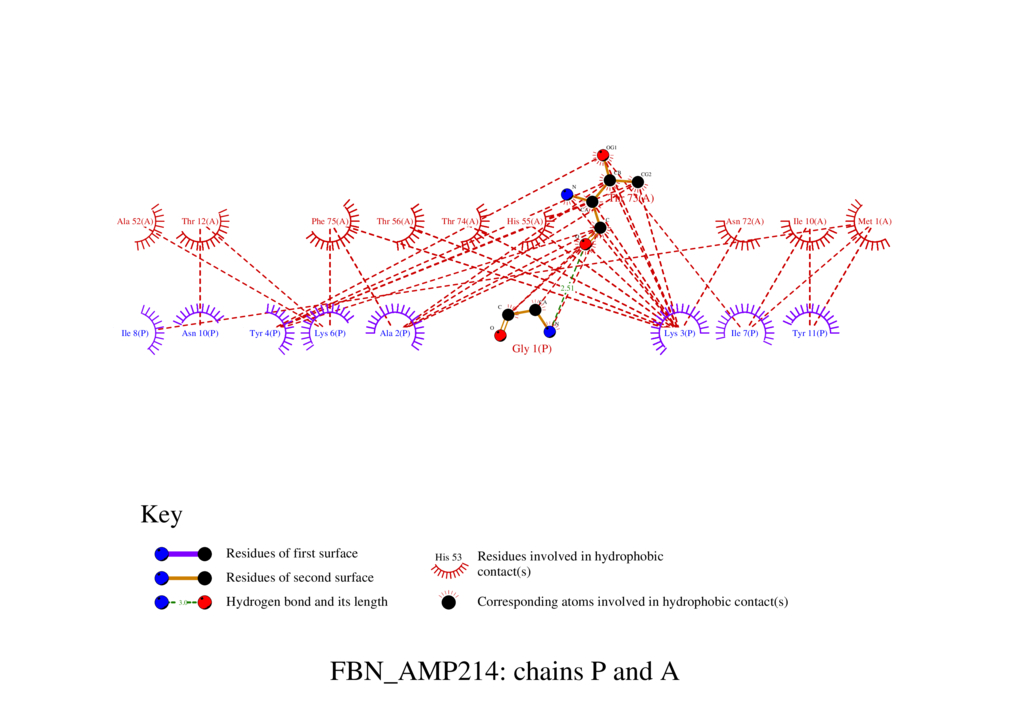 OG1
N
CB
CG2
Thr 73(A)
CA
C
Ala 52(A)
Thr 12(A)
Phe 75(A)
Thr 56(A)
Thr 74(A)
His 55(A)
Asn 72(A)
Ile 10(A)
Met 1(A)
2.51
C
O
N
Ile 8(P)
Asn 10(P)
Tyr 4(P)
Lys 6(P)
Ala 2(P)
Gly 1(P)
Lys 3(P)
Ile 7(P)
Tyr 11(P)
Key
Residues of first surface
Residues of second surface
3.0
Hydrogen bond and its length
His 53
Residues involved in hydrophobic
contact(s)
Corresponding atoms involved in hydrophobic contact(s)
FBN_AMP214: chains P and A